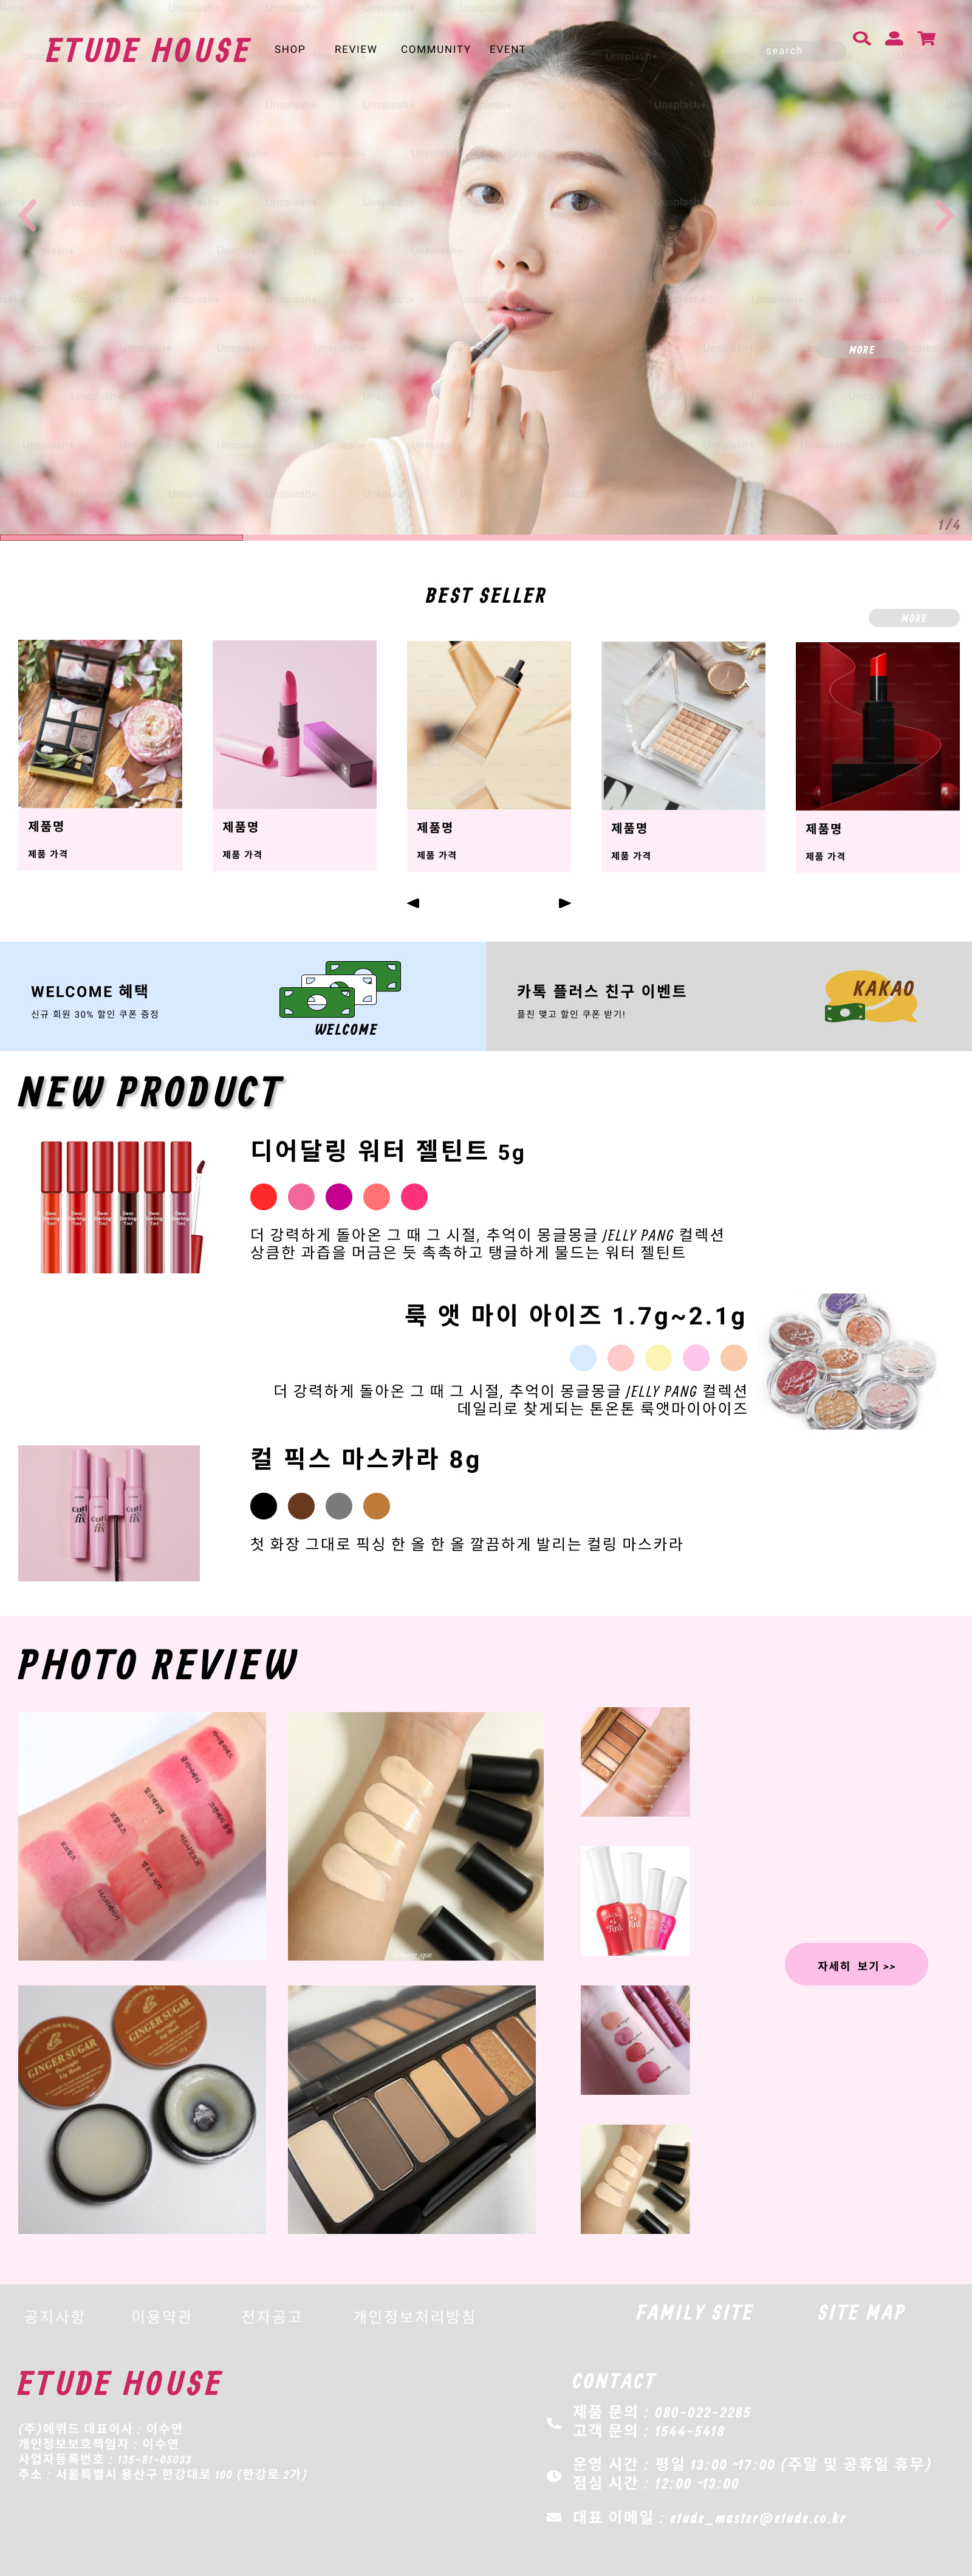 ETUDE HOUSE
SHOP
REVIEW
COMMUNITY
EVENT
search
MORE
1/4
BEST SELLER
MORE
제품명
제품 가격
제품명
제품 가격
제품명
제품 가격
제품명
제품 가격
제품명
제품 가격
WELCOME 혜택
신규 회원 30% 할인 쿠폰 증정
WELCOME
카톡 플러스 친구 이벤트
플친 맺고 할인 쿠폰 받기!
KAKAO
NEW PRODUCT
디어달링 워터 젤틴트 5g
더 강력하게 돌아온 그 때 그 시절, 추억이 몽글몽글 JELLY PANG 컬렉션
상큼한 과즙을 머금은 듯 촉촉하고 탱글하게 물드는 워터 젤틴트
룩 앳 마이 아이즈 1.7g~2.1g
더 강력하게 돌아온 그 때 그 시절, 추억이 몽글몽글 JELLY PANG 컬렉션
데일리로 찾게되는 톤온톤 룩앳마이아이즈
컬 픽스 마스카라 8g
curl fix
첫 화장 그대로 픽싱 한 올 한 올 깔끔하게 발리는 컬링 마스카라
PHOTO REVIEW
GINGER SUGAR
GINGER SUGAR
자세히 보기 >>
공지사항
이용약관
전자공고
개인정보처리방침
FAMILY SITE
SITE MAP
ETUDE HOUSE
(주)에뛰드 대표이사 : 이수연
개인정보보호책임자 : 이수연
사업자등록번호 : 135-81-05033
주소 : 서울특별시 용산구 한강대로 100 (한강로 2가)
CONTACT
제품 문의 : 080-022-2285
고객 문의 : 1544-5418
운영 시간 : 평일 13:00 ~17:00 (주말 및 공휴일 휴무)
점심 시간 : 12:00 ~13:00
대표 이메일 : etude_master@etude.co.kr